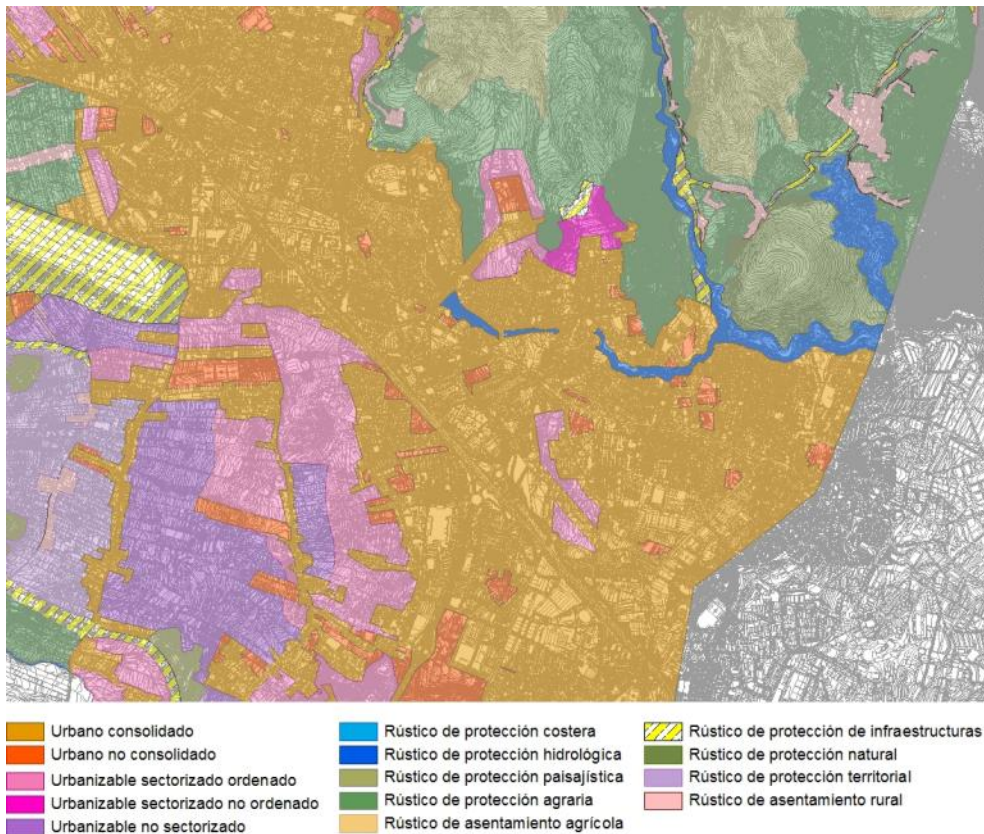 Urbano consolidado
Urbano no consolidado
Urbanizable sectorizado ordenado
Urbanizable sectorizado no ordenado
Urbanizable no sectorizado
Rústico de protección costera
Rústico de protección hidrológica
Rústico de protección paisajística
Rústico de protección agraria
Rústico de asentamiento agrícola
Rústico de protección de infraestructuras
Rústico de protección natural
Rústico de protección territorial
Rústico de asentamiento rural